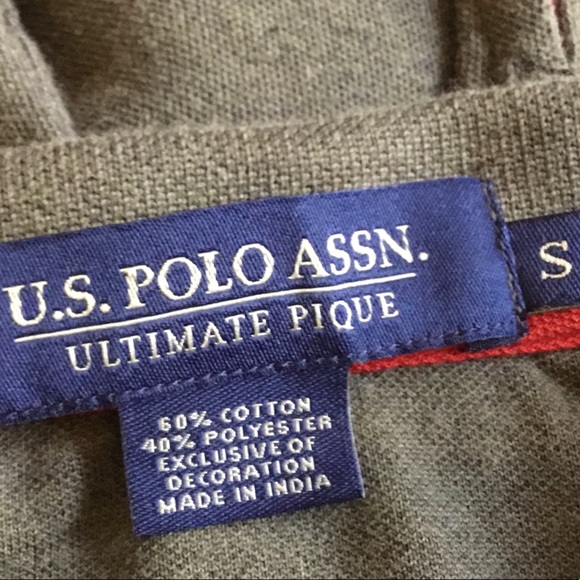 U.S. POLO ASSN.
ULTIMATE PIQUE
S
60% COTTON
40% POLYESTER
EXCLUSIVE OF
DECORATION
MADE IN INDIA